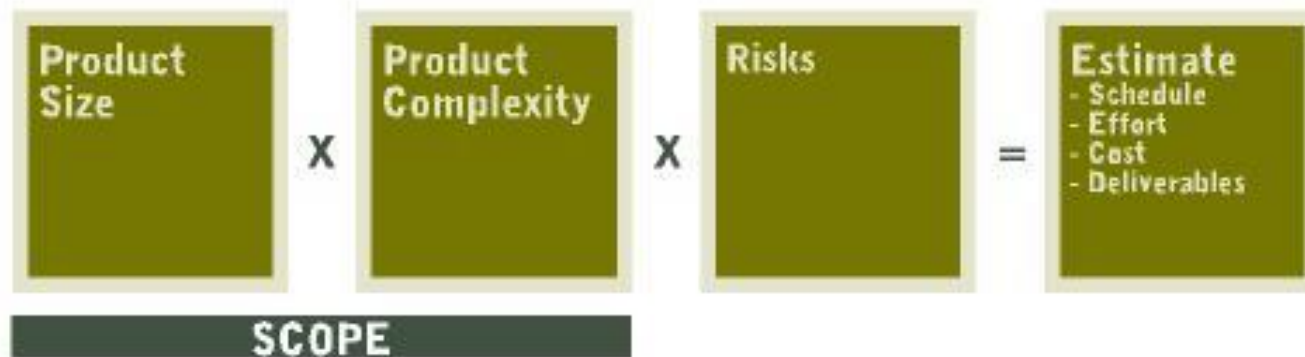 Product
Size
X
Product
Complexity
X
Risks
=
Estimate
- Schedule
- Effort
- Cost
- Deliverables
SCOPE